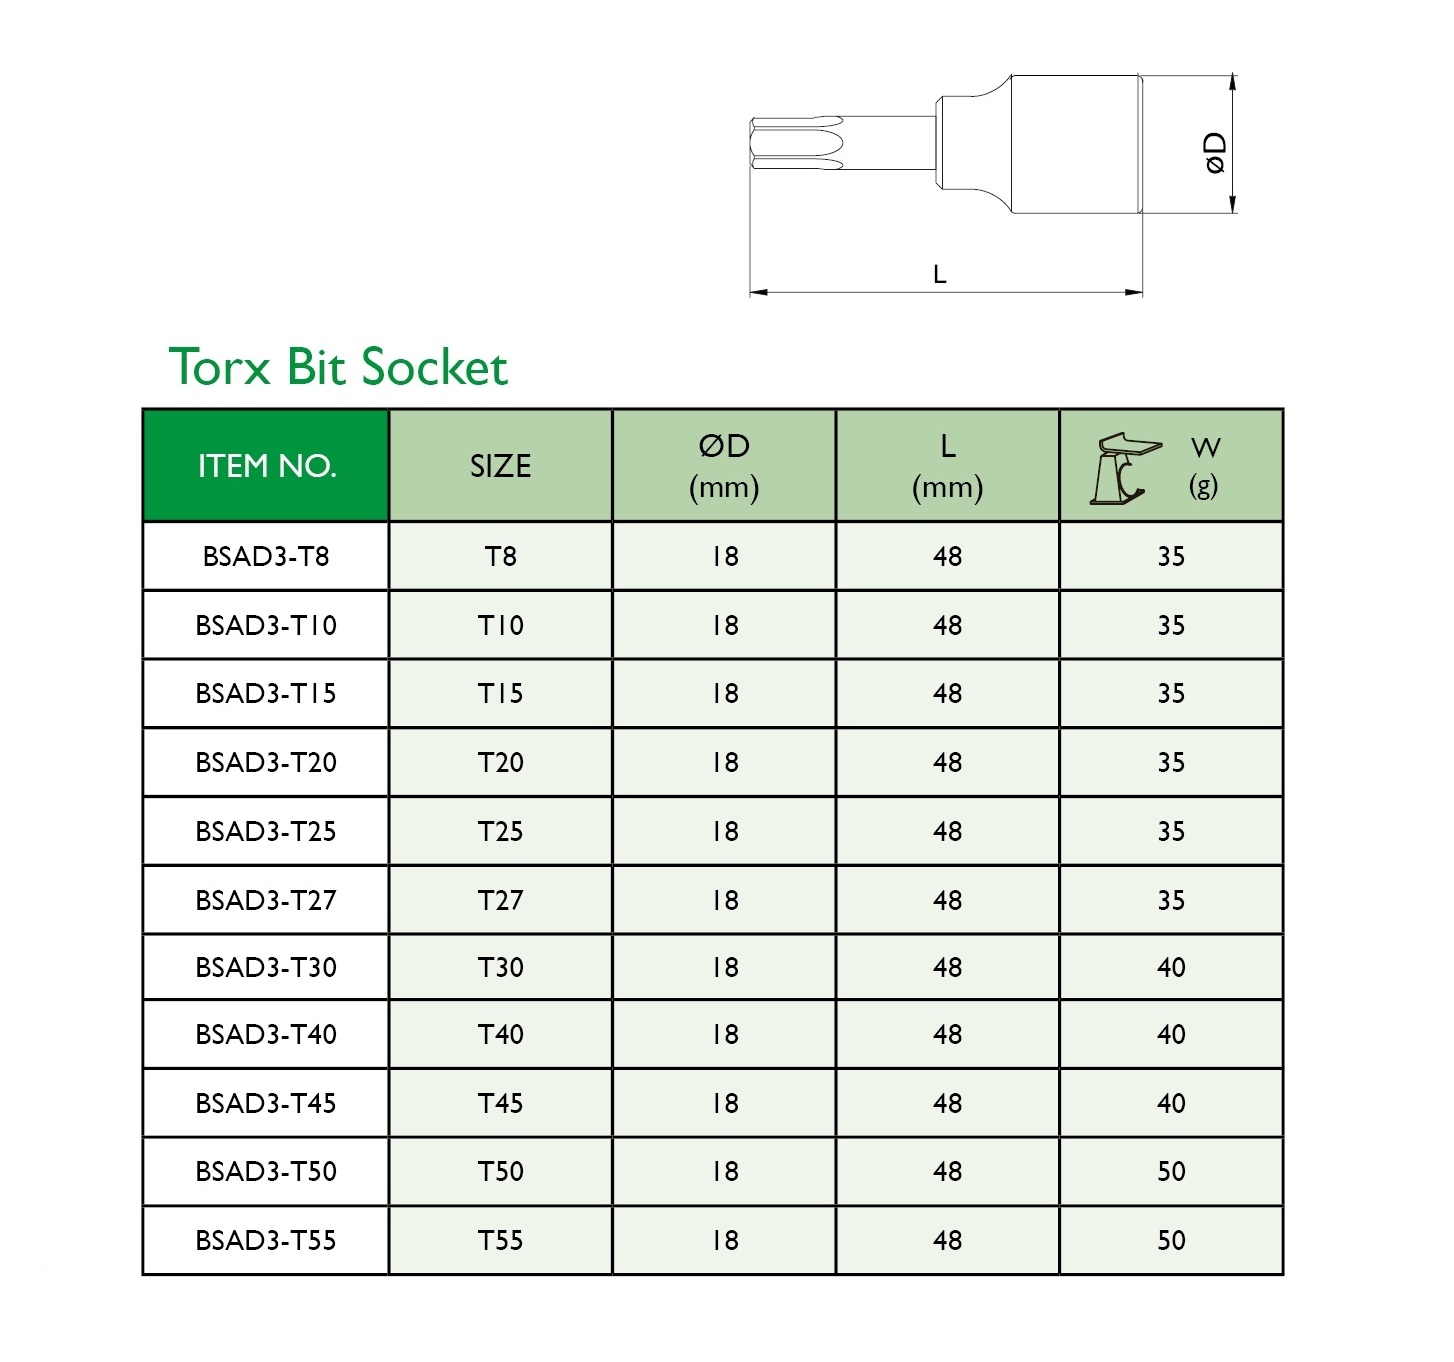 øD
L
Torx Bit Socket
ITEM NO. SIZE ØD (mm) L (mm) W (g)
BSAD3-T8 T8 18 48 35
BSAD3-T10 T10 18 48 35
BSAD3-T15 T15 18 48 35
BSAD3-T20 T20 18 48 35
BSAD3-T25 T25 18 48 35
BSAD3-T27 T27 18 48 35
BSAD3-T30 T30 18 48 40
BSAD3-T40 T40 18 48 40
BSAD3-T45 T45 18 48 40
BSAD3-T50 T50 18 48 50
BSAD3-T55 T55 18 48 50